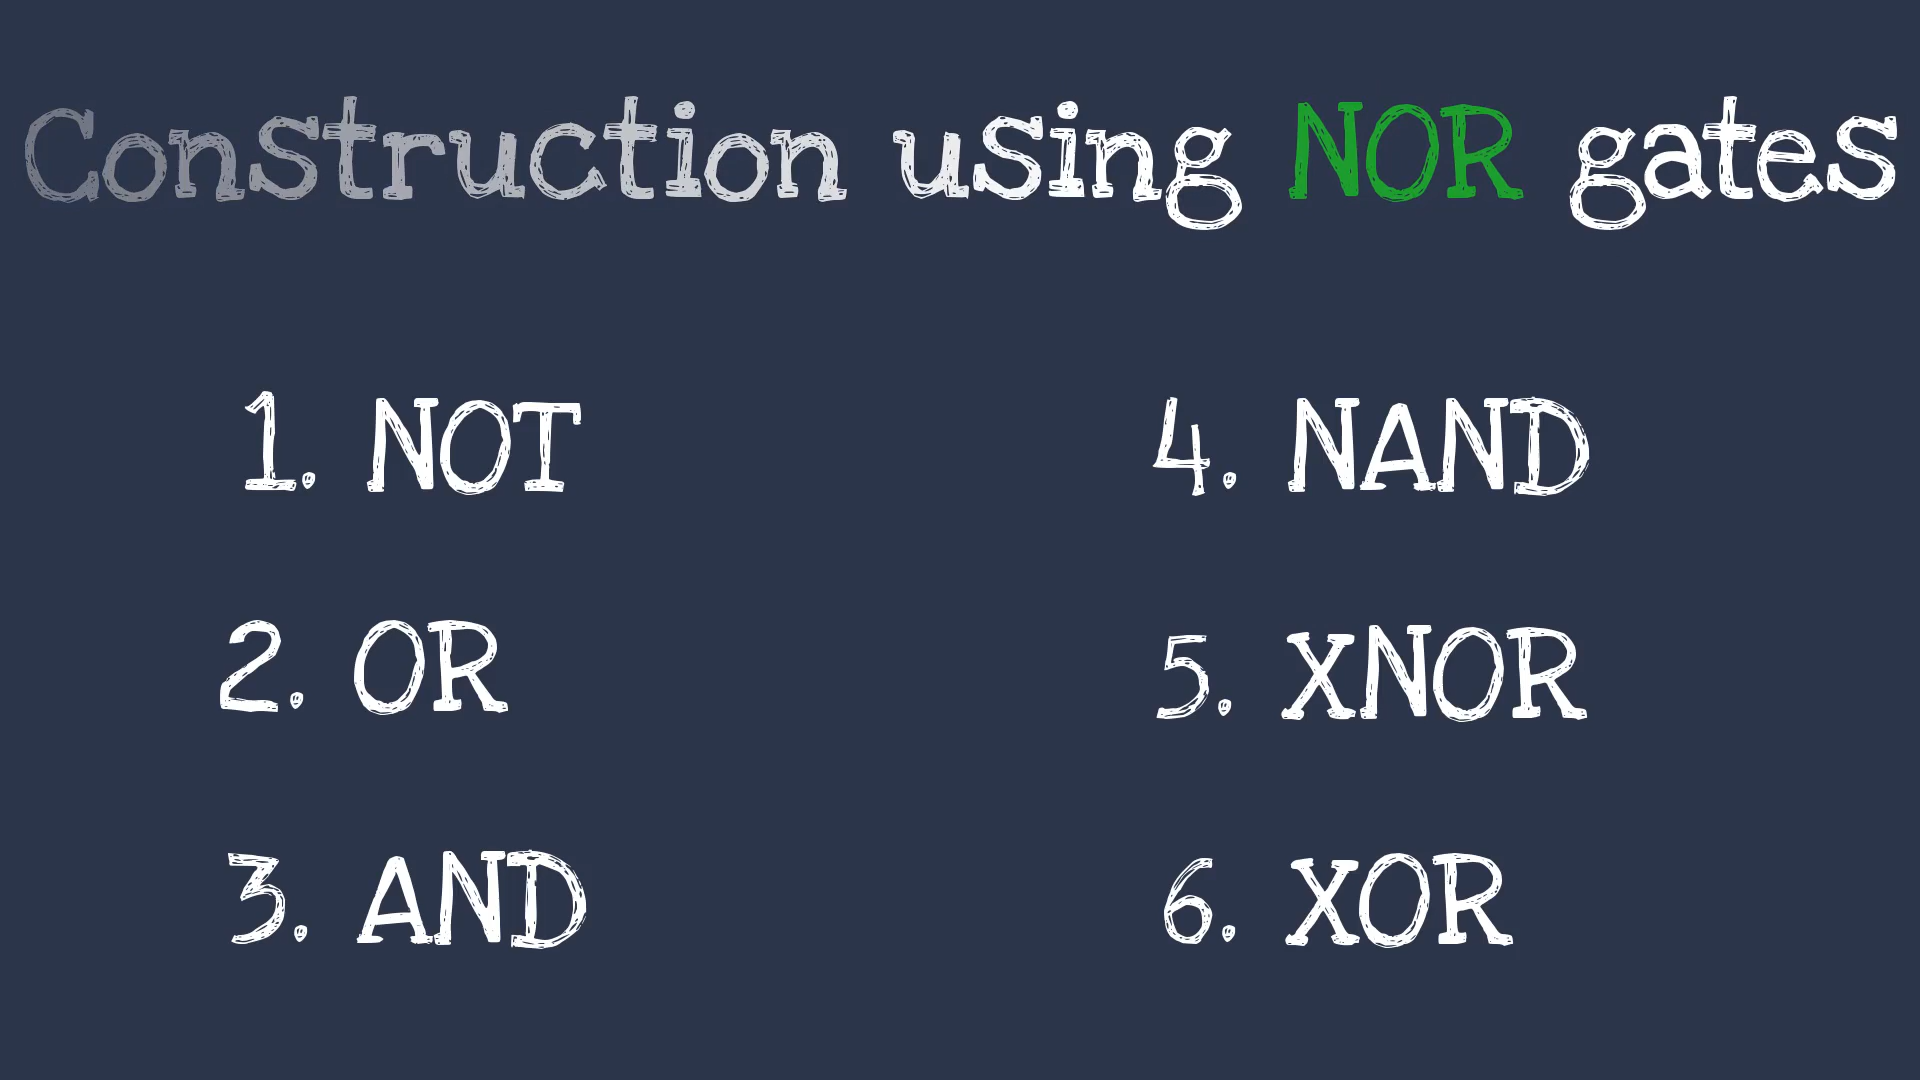 Construction using NOR gates
1. NOT
2. OR
3. AND
4. NAND
5. XNOR
6. XOR